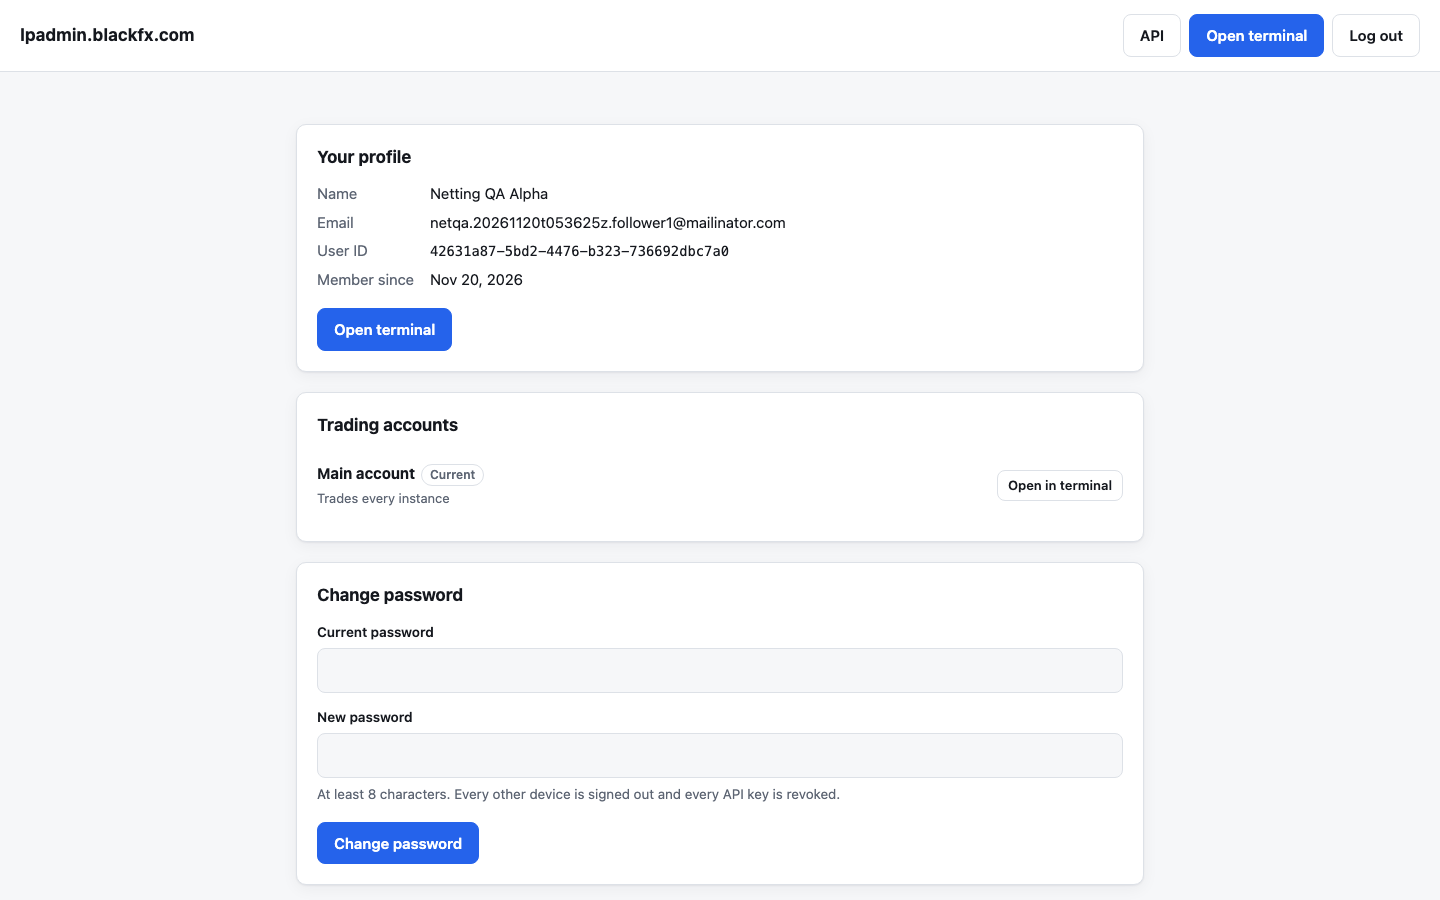 lpadmin.blackfx.com
API
Open terminal
Log out
Your profile
Name Netting QA Alpha
Email netqa.20261120t053625z.follower1@mailinator.com
User ID 42631a87-5bd2-4476-b323-736692dbc7a0
Member since Nov 20, 2026
Open terminal
Trading accounts
Main account Current
Trades every instance
Open in terminal
Change password
Current password
New password
At least 8 characters. Every other device is signed out and every API key is revoked.
Change password